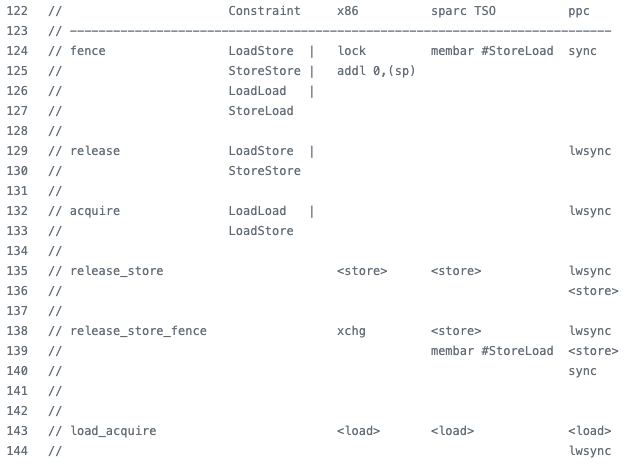 122 //                       Constraint     x86          sparc TSO          ppc
123 // ---------------------------------------------------------------------------
124 // fence                 LoadStore  |   lock         membar #StoreLoad  sync
125 //                       StoreStore |   addl 0,(sp)
126 //                       LoadLoad   |
127 //                       StoreLoad
128 //
129 // release               LoadStore  |                                   lwsync
130 //                       StoreStore
131 //
132 // acquire               LoadLoad   |                                   lwsync
133 //                       LoadStore
134 //
135 // release_store                        <store>      <store>            lwsync
136 //                                                                      <store>
137 //
138 // release_store_fence                  xchg         <store>            lwsync
139 //                                                   membar #StoreLoad  <store>
140 //                                                                      sync
141 //
142 //
143 // load_acquire                         <load>       <load>             <load>
144 //                                                                      lwsync